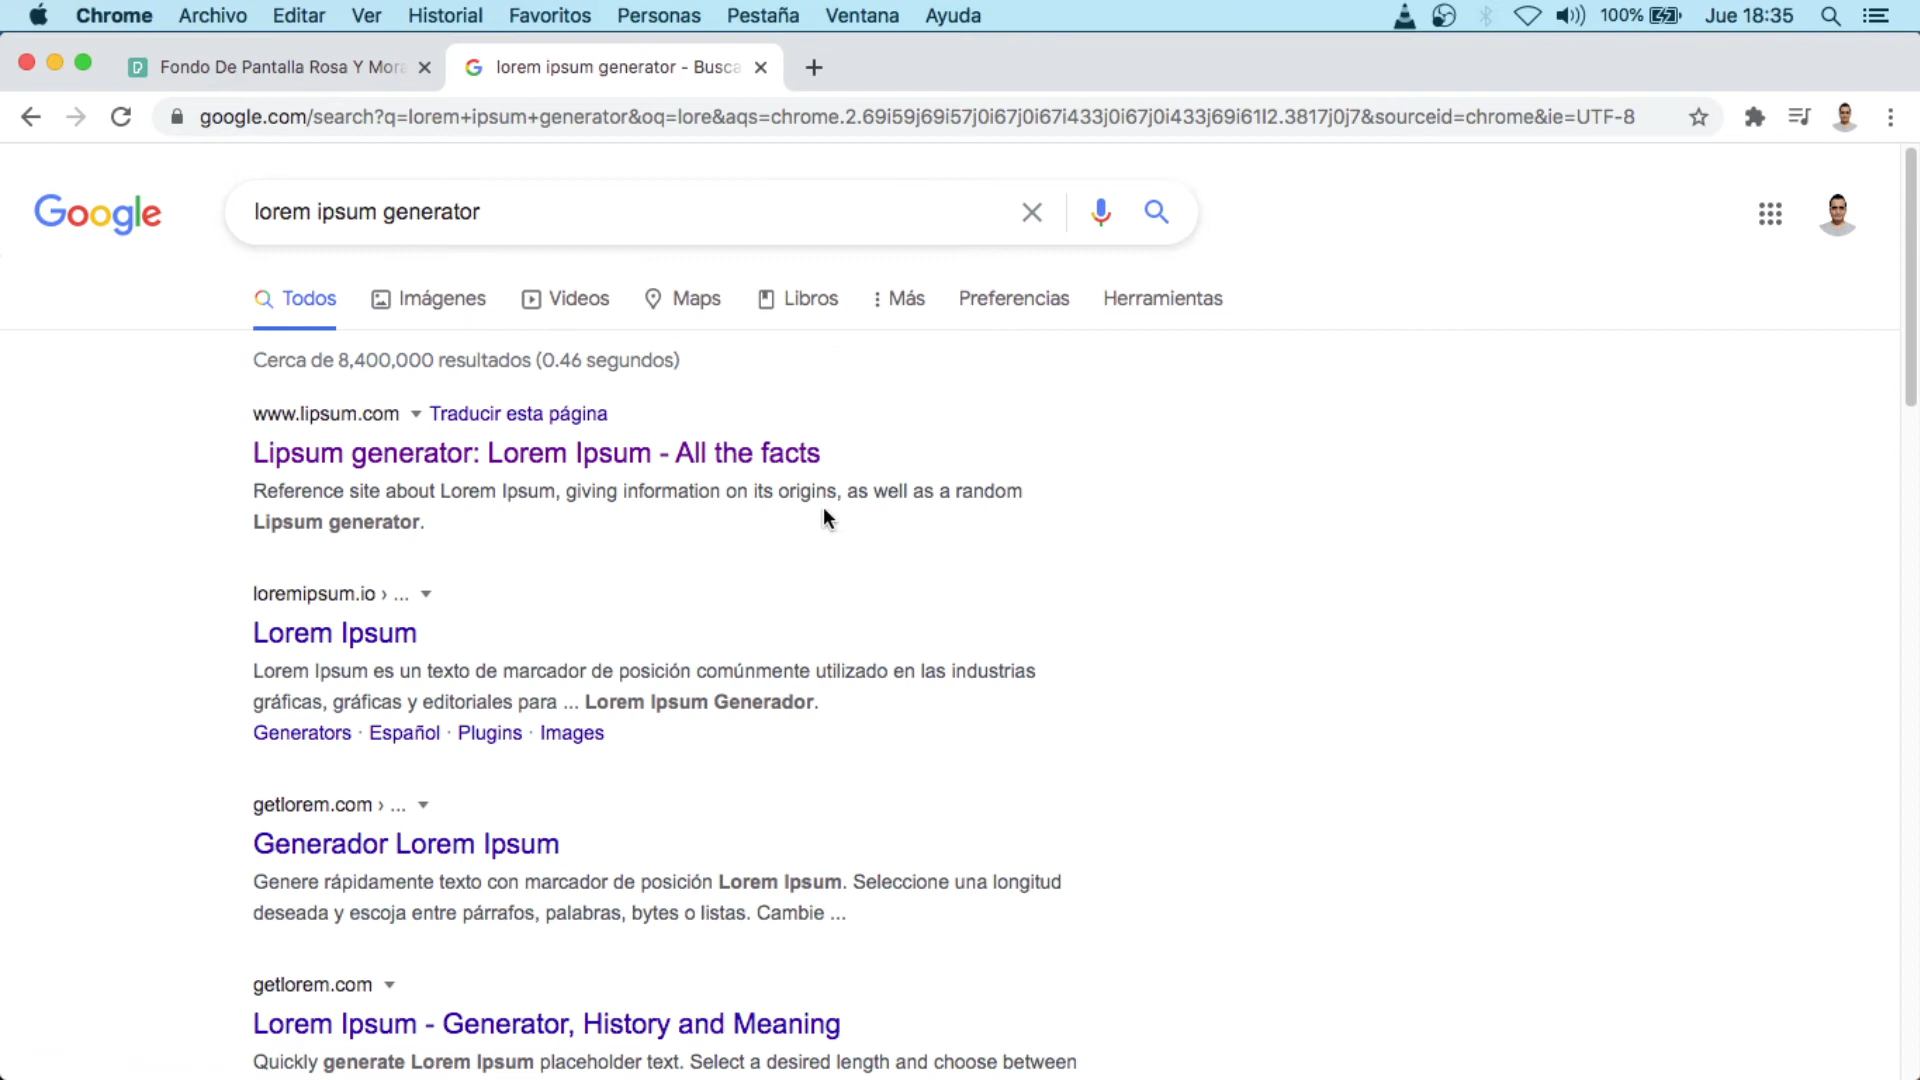 Chrome Archivo Editar Ver Historial Favoritos Personas Pestaña Ventana Ayuda 100% Jue 18:35
Fondo De Pantalla Rosa Y Mora lorem ipsum generator - Busca
google.com/search?q=lorem+ipsum+generator&oq=lore&aqs=chrome.2.69i59j69i57j0i67j0i67i433j0i67j0i433j69i61l2.3817j0j7&sourceid=chrome&ie=UTF-8
Google lorem ipsum generator
Todos Imágenes Videos Maps Libros Más Preferencias Herramientas
Cerca de 8,400,000 resultados (0.46 segundos)
www.lipsum.com Traducir esta página
Lipsum generator: Lorem Ipsum - All the facts
Reference site about Lorem Ipsum, giving information on its origins, as well as a random
Lipsum generator.
loremipsum.io › ...
Lorem Ipsum
Lorem Ipsum es un texto de marcador de posición comúnmente utilizado en las industrias
gráficas, gráficas y editoriales para ... Lorem Ipsum Generador.
Generators · Español · Plugins · Images
getlorem.com › ...
Generador Lorem Ipsum
Genere rápidamente texto con marcador de posición Lorem Ipsum. Seleccione una longitud
deseada y escoja entre párrafos, palabras, bytes o listas. Cambie ...
getlorem.com
Lorem Ipsum - Generator, History and Meaning
Quickly generate Lorem Ipsum placeholder text. Select a desired length and choose between